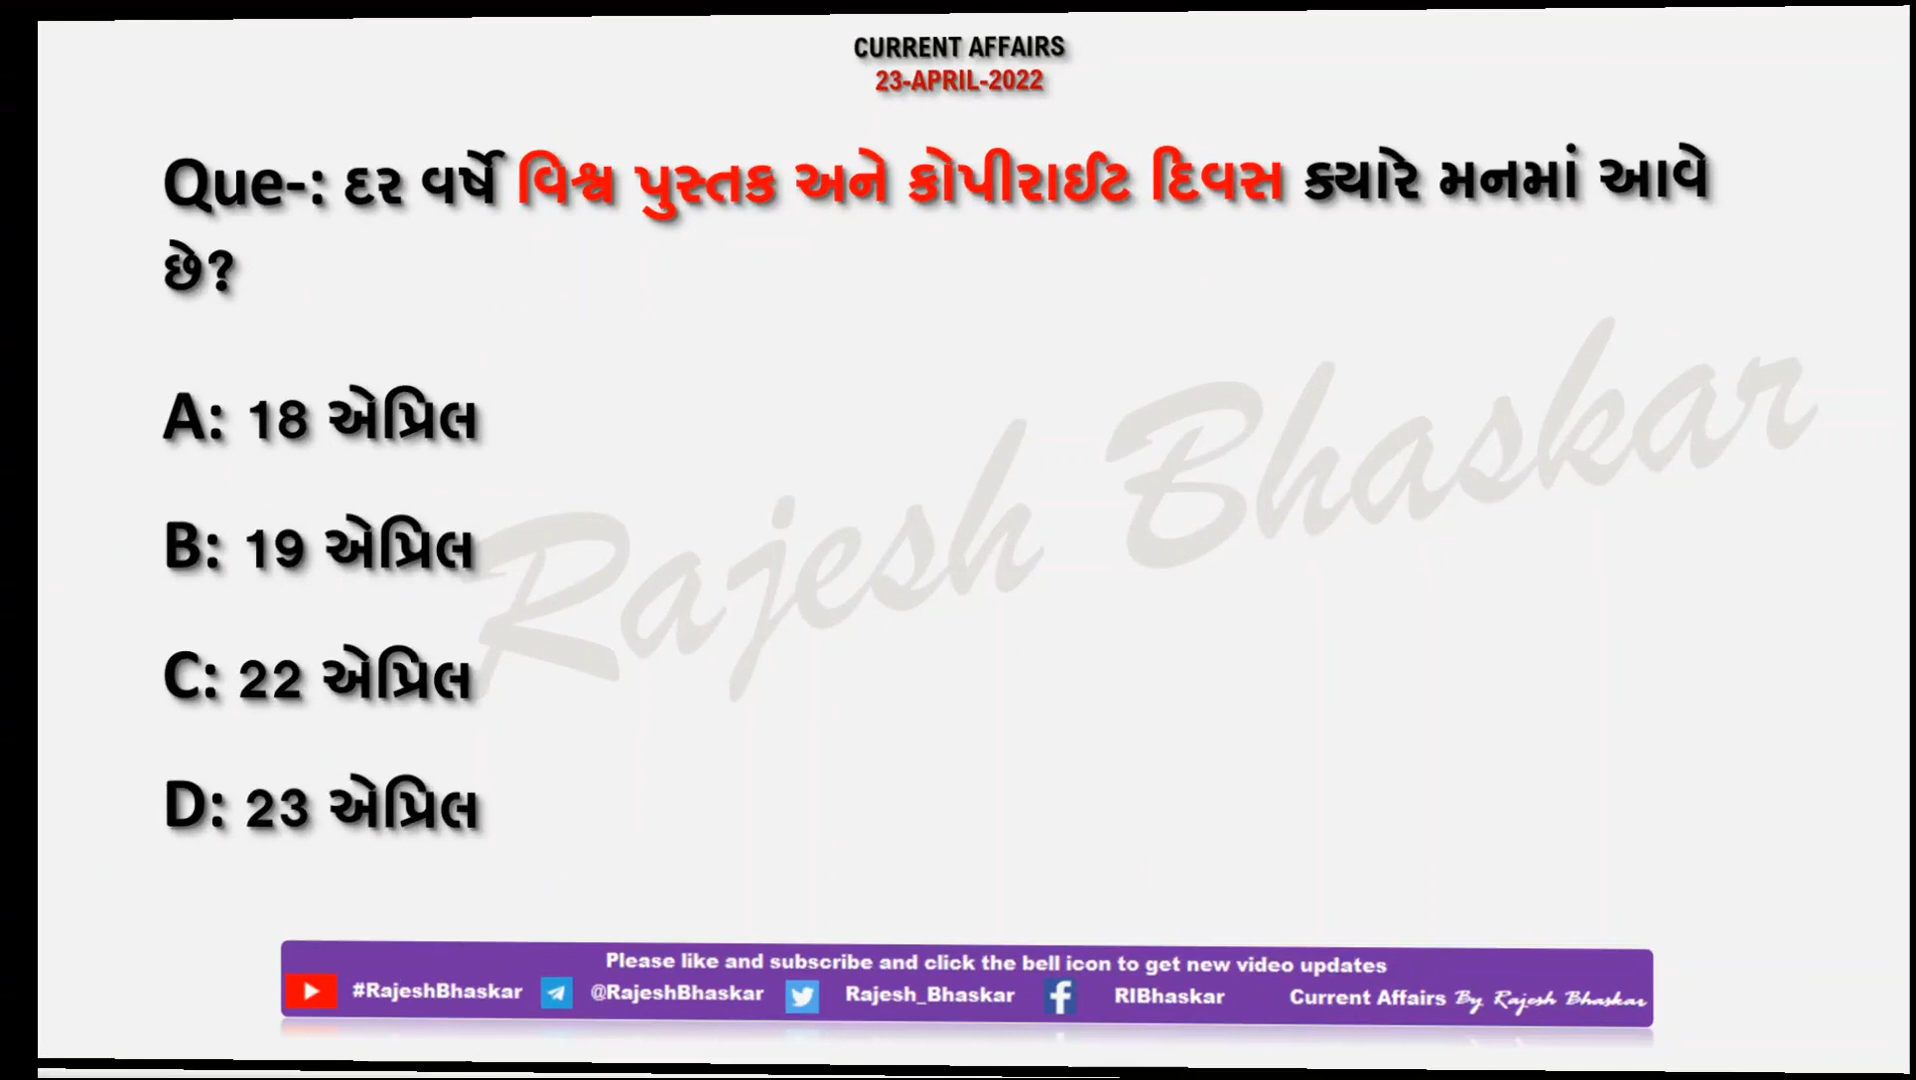 CURRENT AFFAIRS
23-APRIL-2022
Que-: દર વર્ષે વિશ્વ પુસ્તક અને કોપીરાઈટ દિવસ ક્યારે મનમાં આવે
છે?
A: 18 એપ્રિલ
B: 19 એપ્રિલ
C: 22 એપ્રિલ
D: 23 એપ્રિલ
Rajesh Bhaskar
Please like and subscribe and click the bell icon to get new video updates
#RajeshBhaskar @RajeshBhaskar Rajesh_Bhaskar RIBhaskar Current Affairs By Rajesh Bhaskar